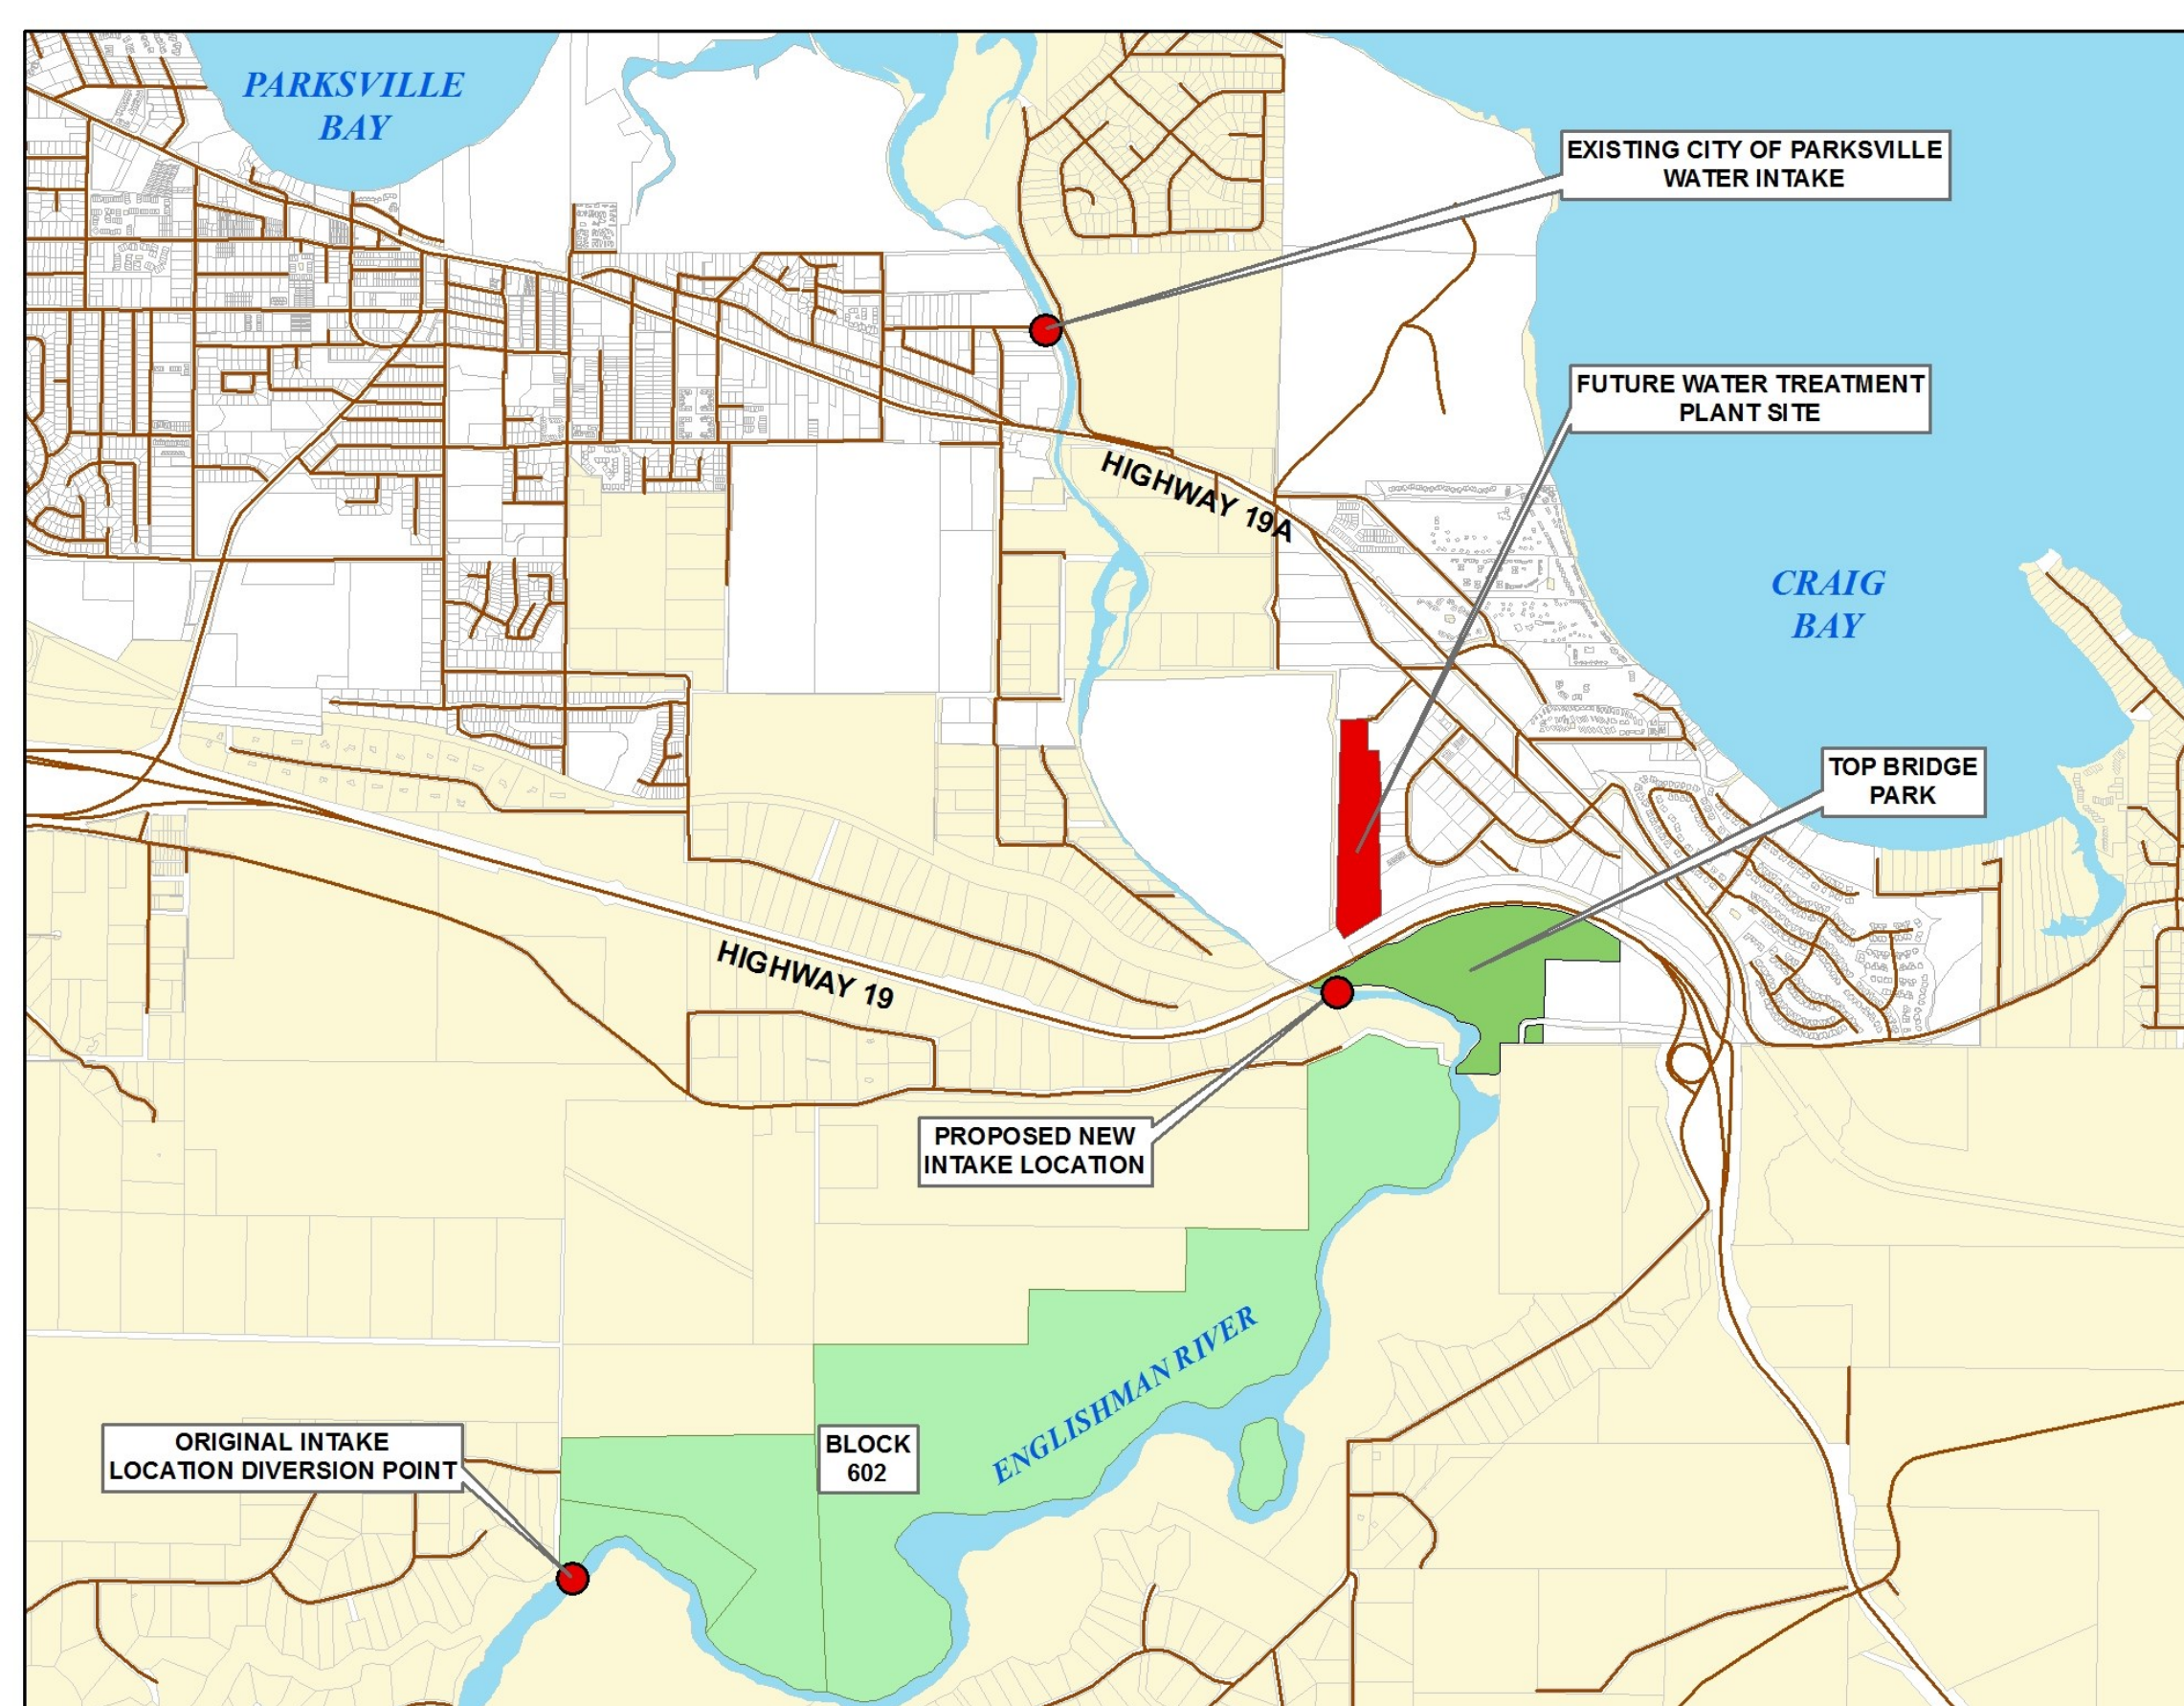 PARKSVILLE
BAY
EXISTING CITY OF PARKSVILLE
WATER INTAKE
FUTURE WATER TREATMENT
PLANT SITE
HIGHWAY 19A
CRAIG
BAY
TOP BRIDGE
PARK
HIGHWAY 19
PROPOSED NEW
INTAKE LOCATION
ENGLISHMAN RIVER
ORIGINAL INTAKE
LOCATION DIVERSION POINT
BLOCK
602